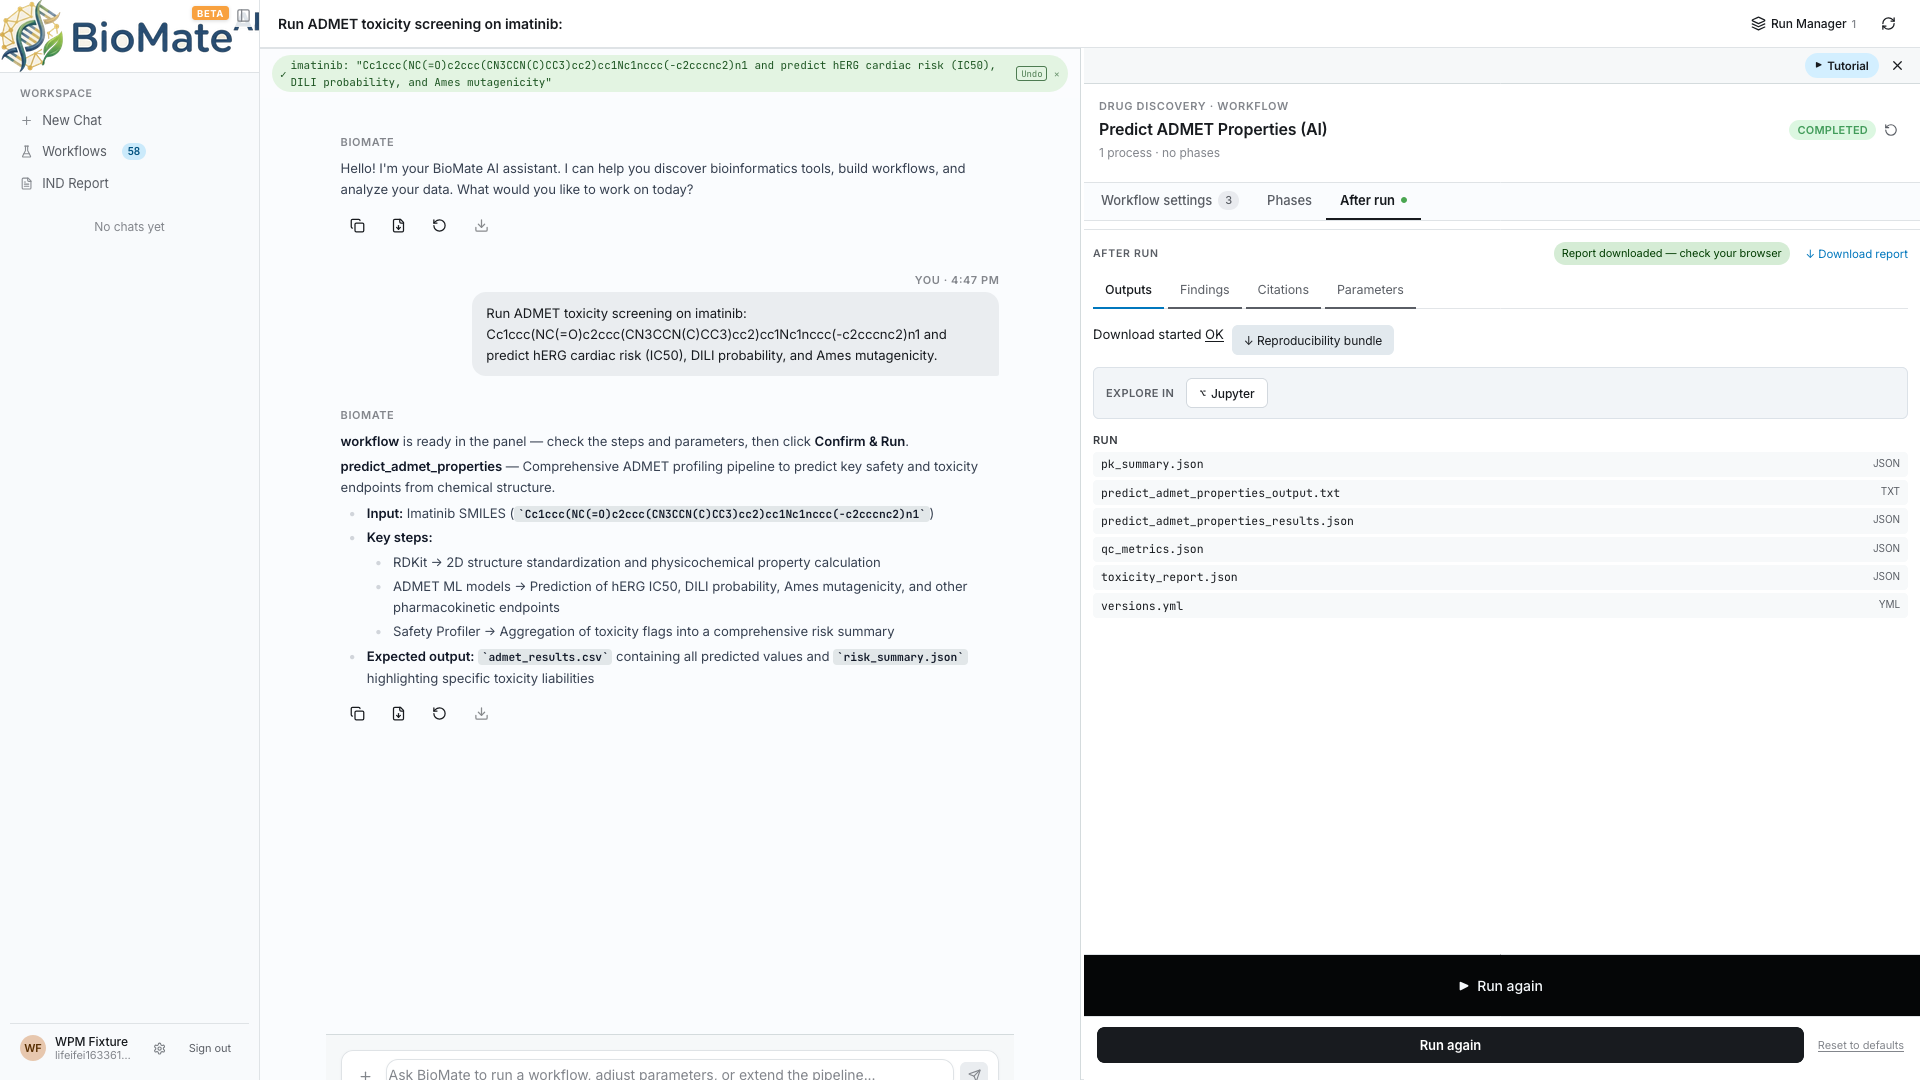 BioMate
BETA
WORKSPACE
New Chat
Workflows 58
IND Report
No chats yet
WF
WPM Fixture
lifeifei163361...
Sign out
Run ADMET toxicity screening on imatinib:
Run Manager 1
✓ imatinib: "Cc1ccc(NC(=O)c2ccc(CN3CCN(C)CC3)cc2)cc1Nc1nccc(-c2cccnc2)n1 and predict hERG cardiac risk (IC50),
DILI probability, and Ames mutagenicity"
Undo ×
BIOMATE
Hello! I'm your BioMate AI assistant. I can help you discover bioinformatics tools, build workflows, and
analyze your data. What would you like to work on today?
YOU · 4:47 PM
Run ADMET toxicity screening on imatinib:
Cc1ccc(NC(=O)c2ccc(CN3CCN(C)CC3)cc2)cc1Nc1nccc(-c2cccnc2)n1 and
predict hERG cardiac risk (IC50), DILI probability, and Ames mutagenicity.
BIOMATE
workflow is ready in the panel — check the steps and parameters, then click Confirm & Run.
predict_admet_properties — Comprehensive ADMET profiling pipeline to predict key safety and toxicity
endpoints from chemical structure.
Input: Imatinib SMILES (`Cc1ccc(NC(=O)c2ccc(CN3CCN(C)CC3)cc2)cc1Nc1nccc(-c2cccnc2)n1`)
Key steps:
RDKit → 2D structure standardization and physicochemical property calculation
ADMET ML models → Prediction of hERG IC50, DILI probability, Ames mutagenicity, and other
pharmacokinetic endpoints
Safety Profiler → Aggregation of toxicity flags into a comprehensive risk summary
Expected output: `admet_results.csv` containing all predicted values and `risk_summary.json`
highlighting specific toxicity liabilities
Ask BioMate to run a workflow, adjust parameters, or extend the pipeline...
Tutorial
DRUG DISCOVERY · WORKFLOW
Predict ADMET Properties (AI)
COMPLETED
1 process · no phases
Workflow settings 3
Phases
After run
AFTER RUN
Report downloaded — check your browser
↓ Download report
Outputs
Findings
Citations
Parameters
Download started OK
↓ Reproducibility bundle
EXPLORE IN
Jupyter
RUN
pk_summary.json JSON
predict_admet_properties_output.txt TXT
predict_admet_properties_results.json JSON
qc_metrics.json JSON
toxicity_report.json JSON
versions.yml YML
Run again
Run again
Reset to defaults